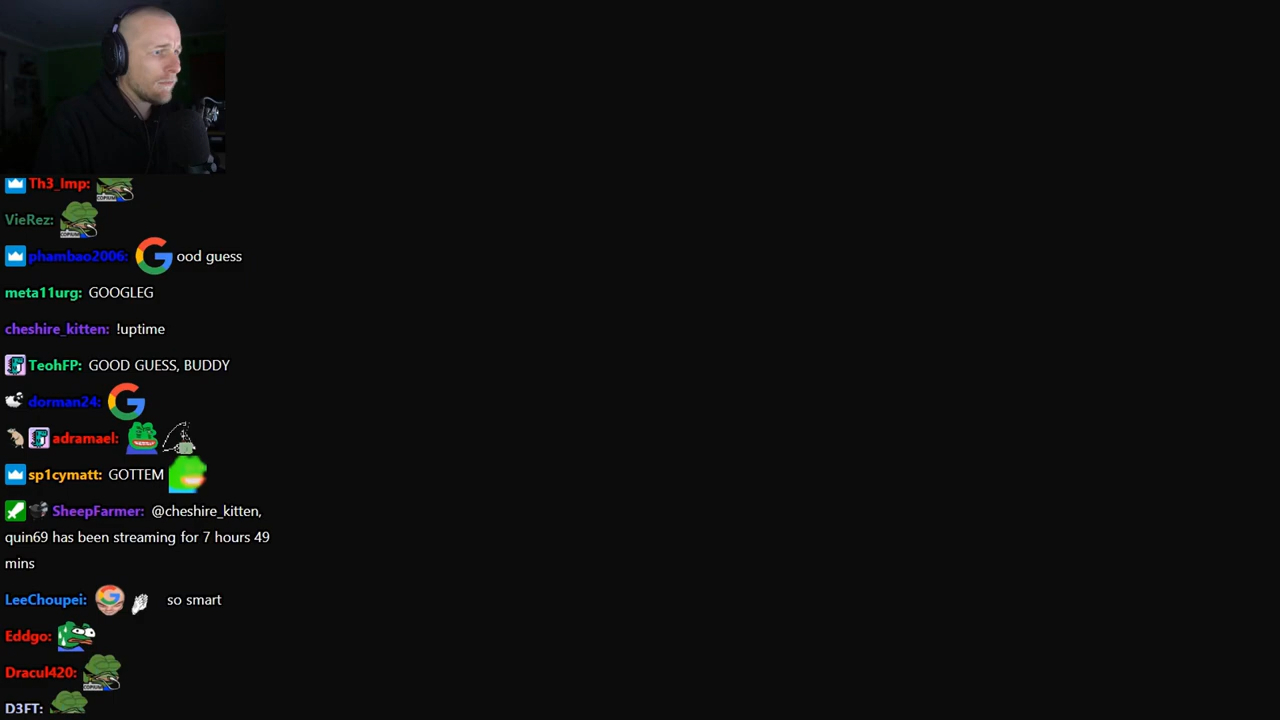 Th3_Imp:
VieRez:
phambao2006: ood guess
meta11urg: GOOGLEG
cheshire_kitten: !uptime
TeohFP: GOOD GUESS, BUDDY
dorman24:
adramael:
sp1cymatt: GOTTEM
SheepFarmer: @cheshire_kitten,
quin69 has been streaming for 7 hours 49
mins
LeeChoupei: so smart
Eddgo:
Dracul420:
D3FT: